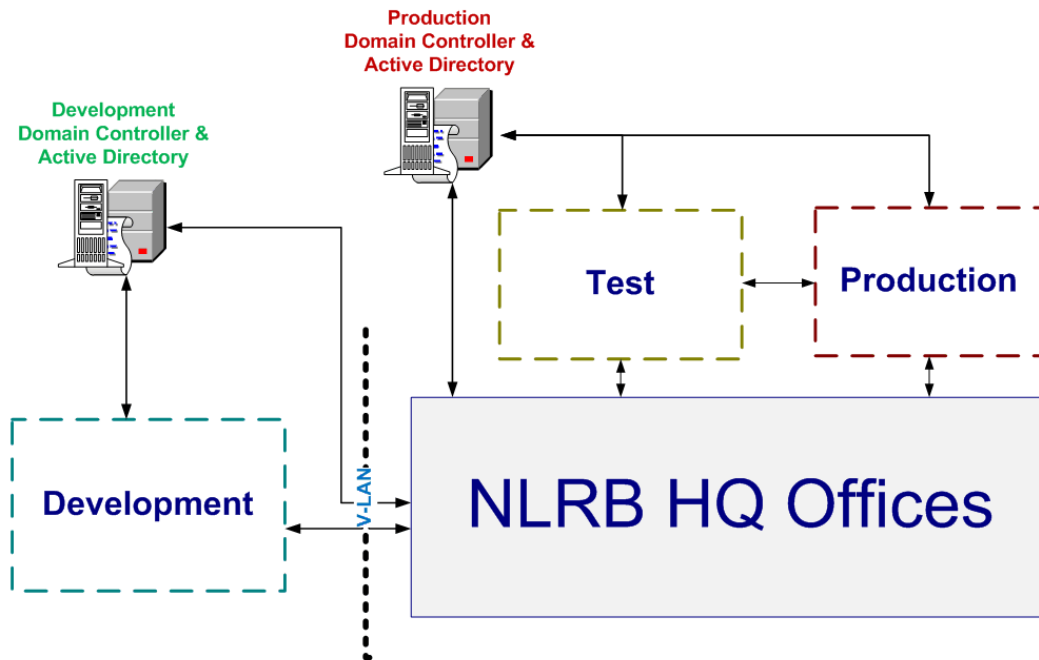 Production
Domain Controller &
Active Directory
Development
Domain Controller &
Active Directory
Test
Production
Development
V-LAN
NLRB HQ Offices